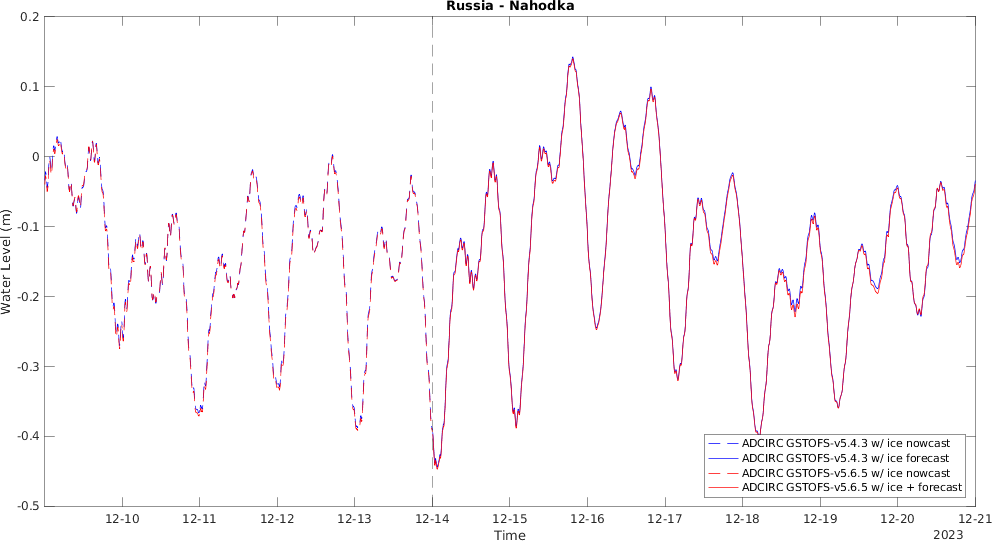 Russia - Nahodka
0.2
0.1
0
-0.1
-0.2
-0.3
-0.4
-0.5
Water Level (m)
ADCIRC GSTOFS-v5.4.3 w/ ice nowcast
ADCIRC GSTOFS-v5.4.3 w/ ice forecast
ADCIRC GSTOFS-v5.6.5 w/ ice nowcast
ADCIRC GSTOFS-v5.6.5 w/ ice + forecast
12-10 12-11 12-12 12-13 12-14 12-15 12-16 12-17 12-18 12-19 12-20 12-21
Time
2023